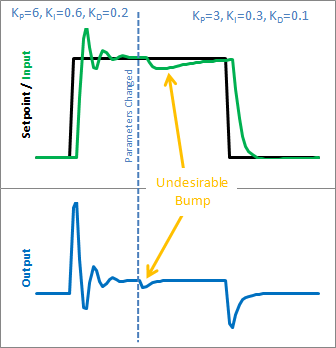 KP=6, KI=0.6, KD=0.2
KP=3, KI=0.3, KD=0.1
Setpoint / Input
Parameters Changed
Undesirable
Bump
Output